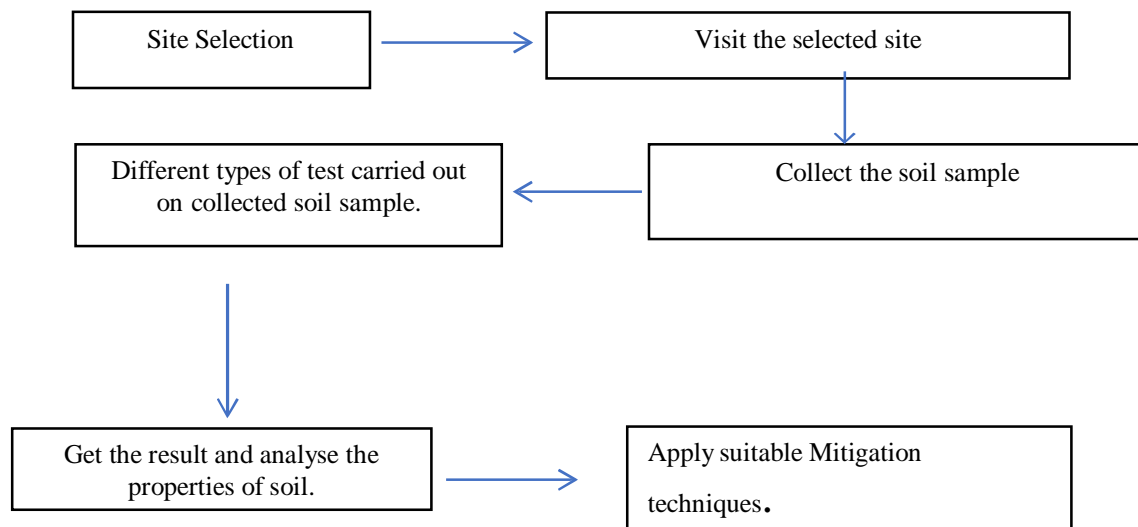 Site Selection
Visit the selected site
Collect the soil sample
Different types of test carried out
on collected soil sample.
Get the result and analyse the
properties of soil.
Apply suitable Mitigation
techniques.